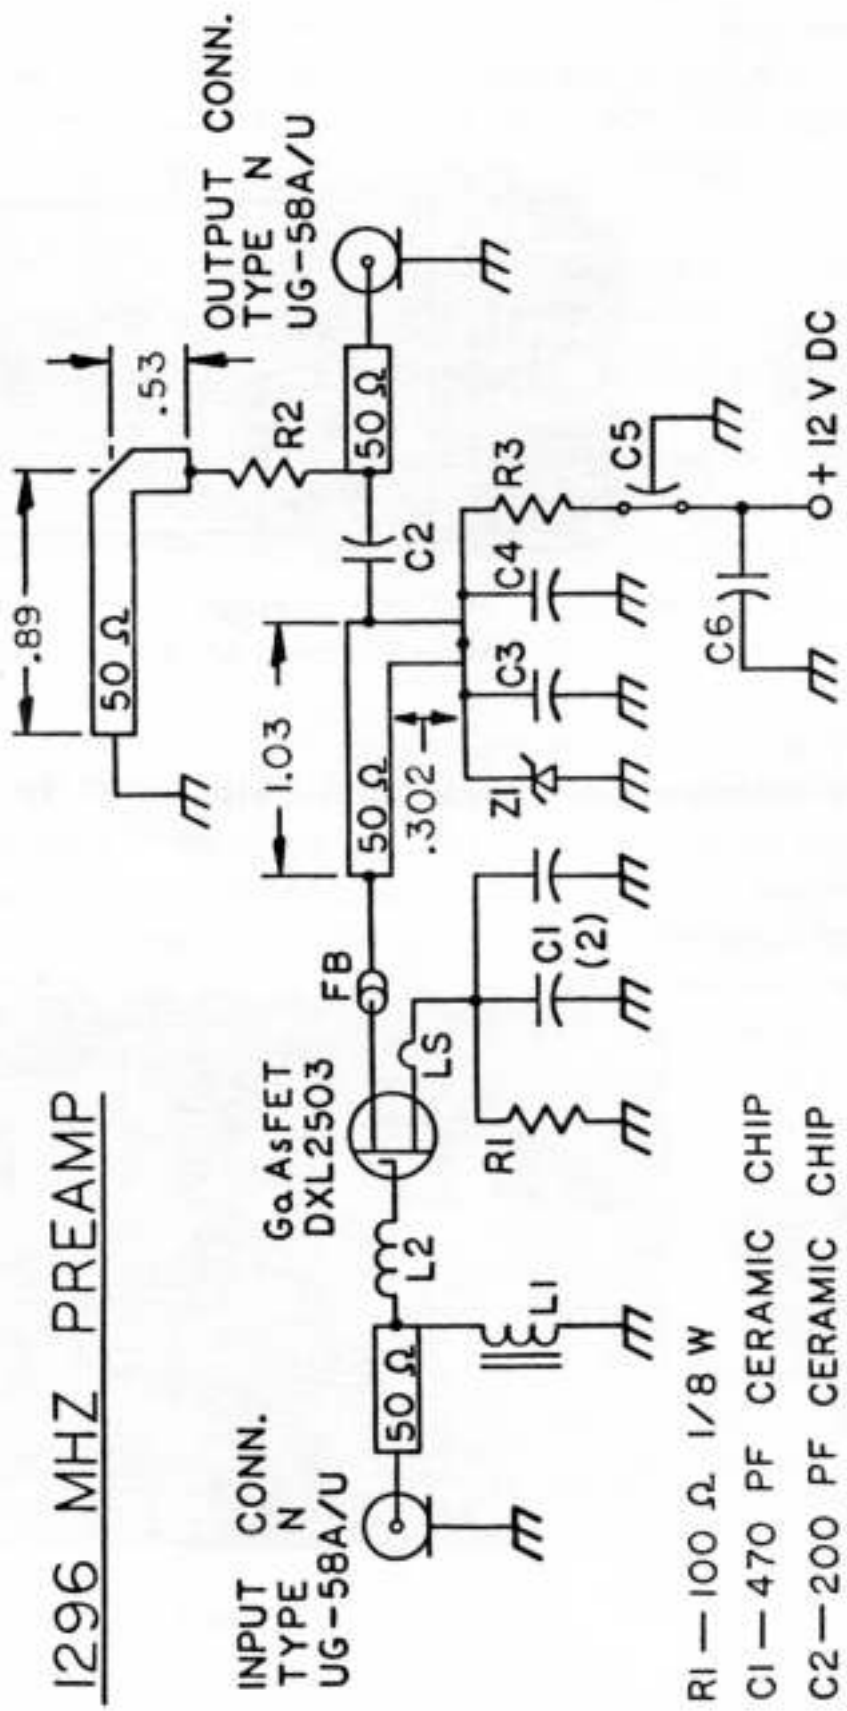 1296 MHZ PREAMP
INPUT CONN.
TYPE N
UG-58A/U
50 Ω
L1
L2
GaAsFET
DXL2503
LS
R1
C1
(2)
FB
50 Ω
1.03
.302
Z1
C3
C4
R3
C5
C6
+12 V DC
C2
50 Ω
.89
.53
R2
50 Ω
OUTPUT CONN.
TYPE N
UG-58A/U
R1—100 Ω 1/8 W
C1—470 PF CERAMIC CHIP
C2—200 PF CERAMIC CHIP